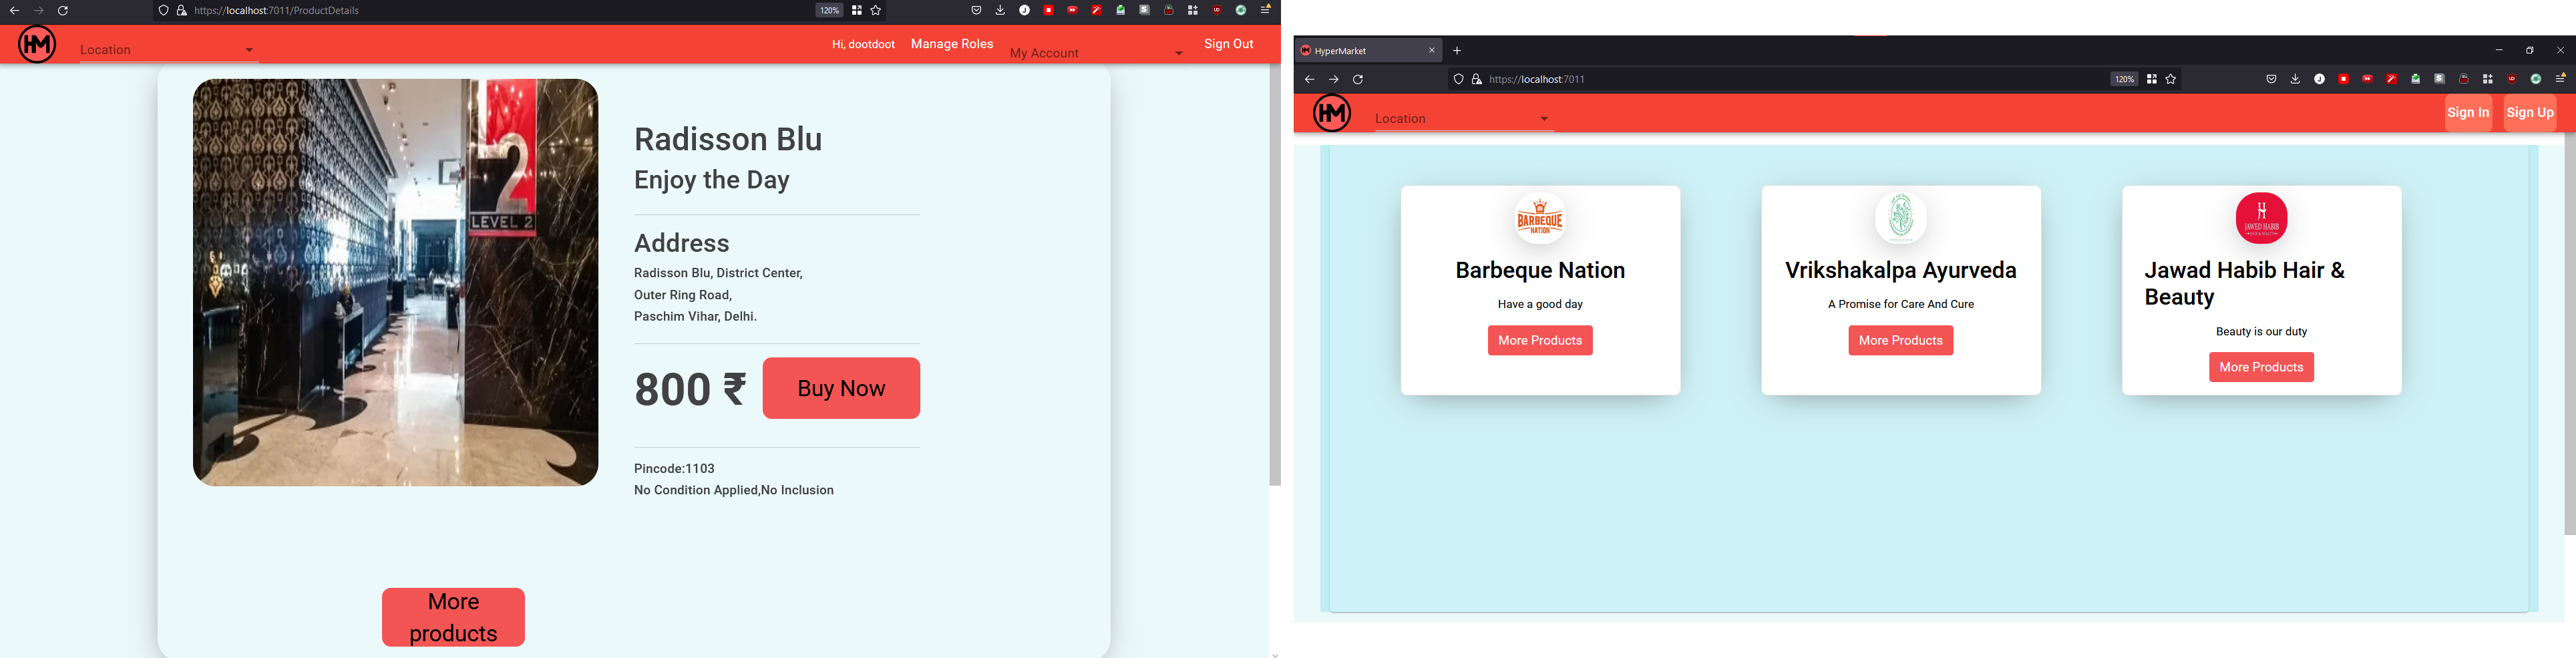 https://localhost:7011/ProductDetails
120%
HM
Location
Hi, dootdoot
Manage Roles
My Account
Sign Out
2
LEVEL 2
Radisson Blu
Enjoy the Day
Address
Radisson Blu, District Center,
Outer Ring Road,
Paschim Vihar, Delhi.
800 ₹
Buy Now
Pincode:1103
No Condition Applied,No Inclusion
More
products
HyperMarket
https://localhost:7011
120%
HM
Location
Sign In
Sign Up
BARBEQUE
NATION
Barbeque Nation
Have a good day
More Products
Vrikshakalpa Ayurveda
A Promise for Care And Cure
More Products
JAWED HABIB
Jawad Habib Hair &
Beauty
Beauty is our duty
More Products